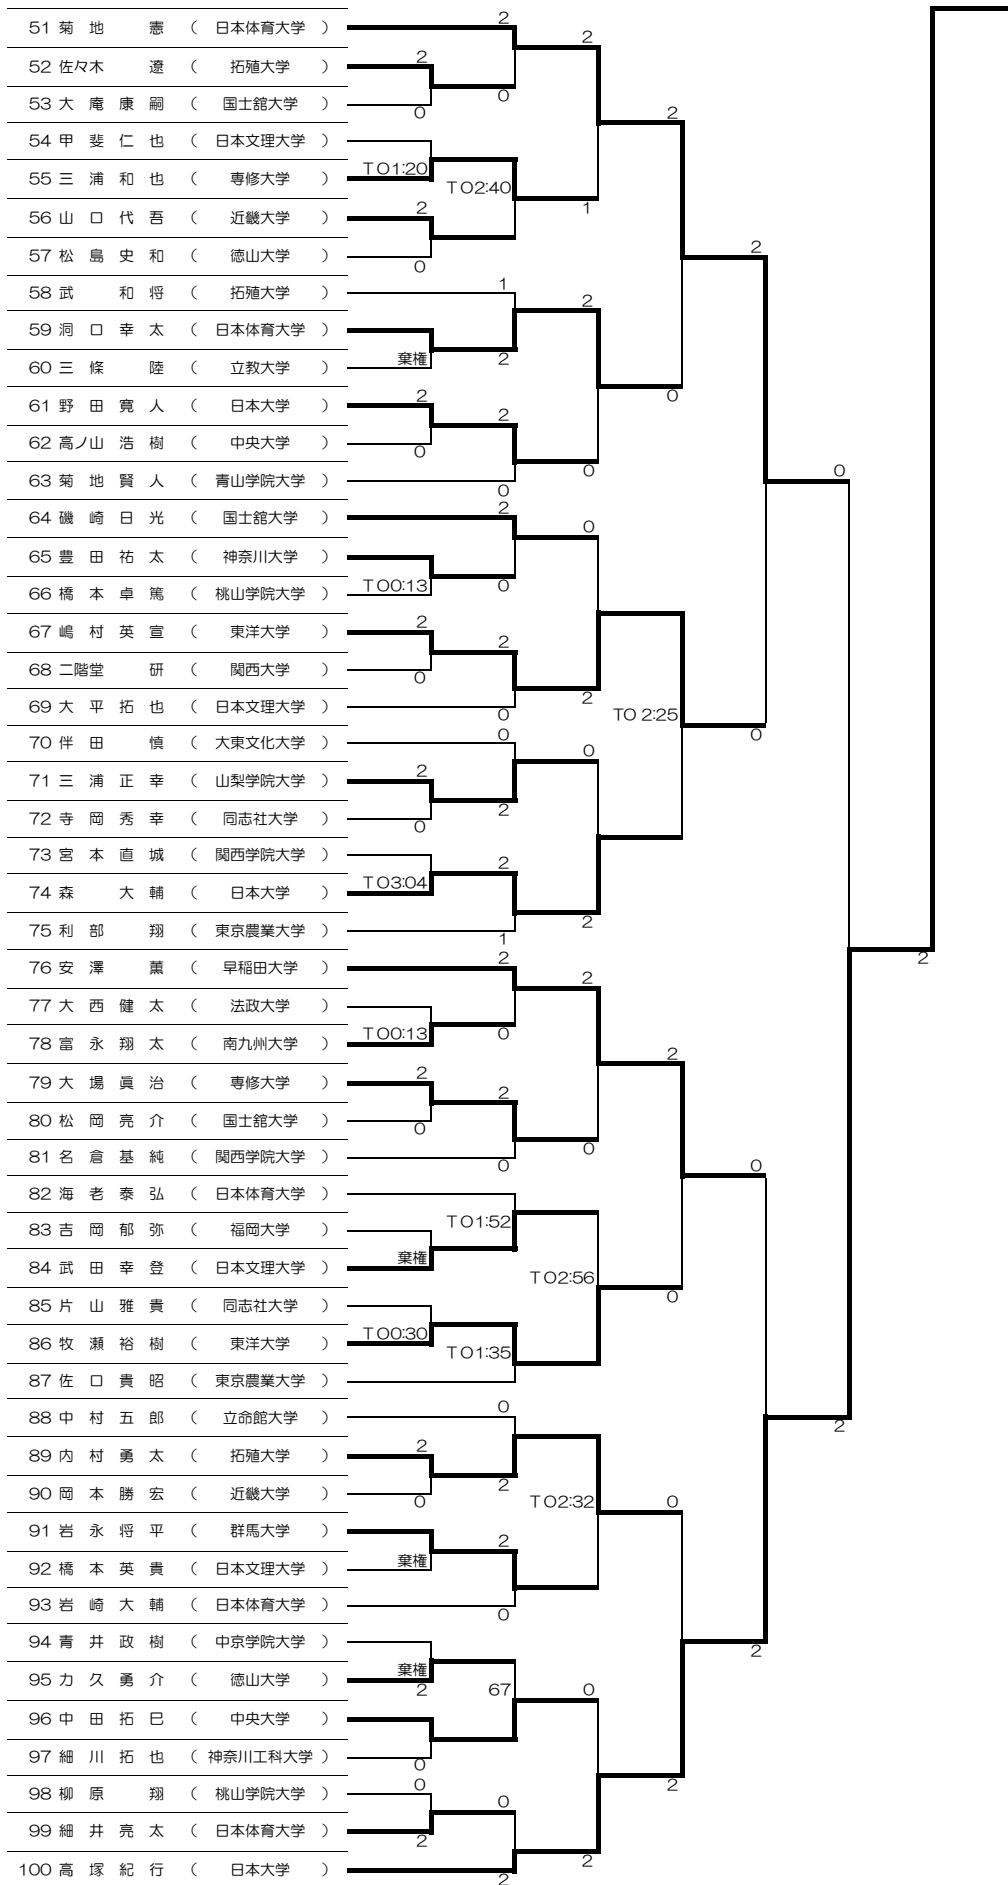 51 菊地 憲 ( 日本体育大学 )
52 佐々木 遼 ( 拓殖大学 )
53 大庵康嗣 ( 国士舘大学 )
54 甲斐仁也 ( 日本文理大学 )
55 三浦和也 ( 専修大学 )
56 山口代吾 ( 近畿大学 )
57 松島史和 ( 徳山大学 )
58 武 和将 ( 拓殖大学 )
59 洞口幸太 ( 日本体育大学 )
60 三條 陸 ( 立教大学 )
61 野田寛人 ( 日本大学 )
62 高ノ山浩樹 ( 中央大学 )
63 菊地賢人 ( 青山学院大学 )
64 磯崎日光 ( 国士舘大学 )
65 豊田祐太 ( 神奈川大学 )
66 橋本卓篤 ( 桃山学院大学 )
67 嶋村英宣 ( 東洋大学 )
68 二階堂 研 ( 関西大学 )
69 大平拓也 ( 日本文理大学 )
70 伴田 慎 ( 大東文化大学 )
71 三浦正幸 ( 山梨学院大学 )
72 寺岡秀幸 ( 同志社大学 )
73 宮本直城 ( 関西学院大学 )
74 森 大輔 ( 日本大学 )
75 利部 翔 ( 東京農業大学 )
76 安澤 薫 ( 早稲田大学 )
77 大西健太 ( 法政大学 )
78 富永翔太 ( 南九州大学 )
79 大場眞治 ( 専修大学 )
80 松岡亮介 ( 国士舘大学 )
81 名倉基純 ( 関西学院大学 )
82 海老泰弘 ( 日本体育大学 )
83 吉岡郁弥 ( 福岡大学 )
84 武田幸登 ( 日本文理大学 )
85 片山雅貴 ( 同志社大学 )
86 牧瀬裕樹 ( 東洋大学 )
87 佐口貴昭 ( 東京農業大学 )
88 中村五郎 ( 立命館大学 )
89 内村勇太 ( 拓殖大学 )
90 岡本勝宏 ( 近畿大学 )
91 岩永将平 ( 群馬大学 )
92 橋本英貴 ( 日本文理大学 )
93 岩崎大輔 ( 日本体育大学 )
94 青井政樹 ( 中京学院大学 )
95 力久勇介 ( 徳山大学 )
96 中田拓巳 ( 中央大学 )
97 細川拓也 ( 神奈川工科大学 )
98 柳原 翔 ( 桃山学院大学 )
99 細井亮太 ( 日本体育大学 )
100 高塚紀行 ( 日本大学 )
2
0
TO1:20
2
0
棄権
2
0
TO0:13
2
0
2
0
TO3:04
TO0:13
2
0
棄権
TO0:30
2
0
棄権
棄権
2
0
0
2
2
0
TO2:40
1
2
2
0
2
0
2
0
0
2
2
1
2
0
2
0
TO1:52
TO1:35
0
2
2
0
67
0
2
2
1
2
0
0
2
0
2
2
0
TO2:56
TO2:32
0
2
2
0
TO 2:25
2
0
0
2
2
0
0
2
0
2
2